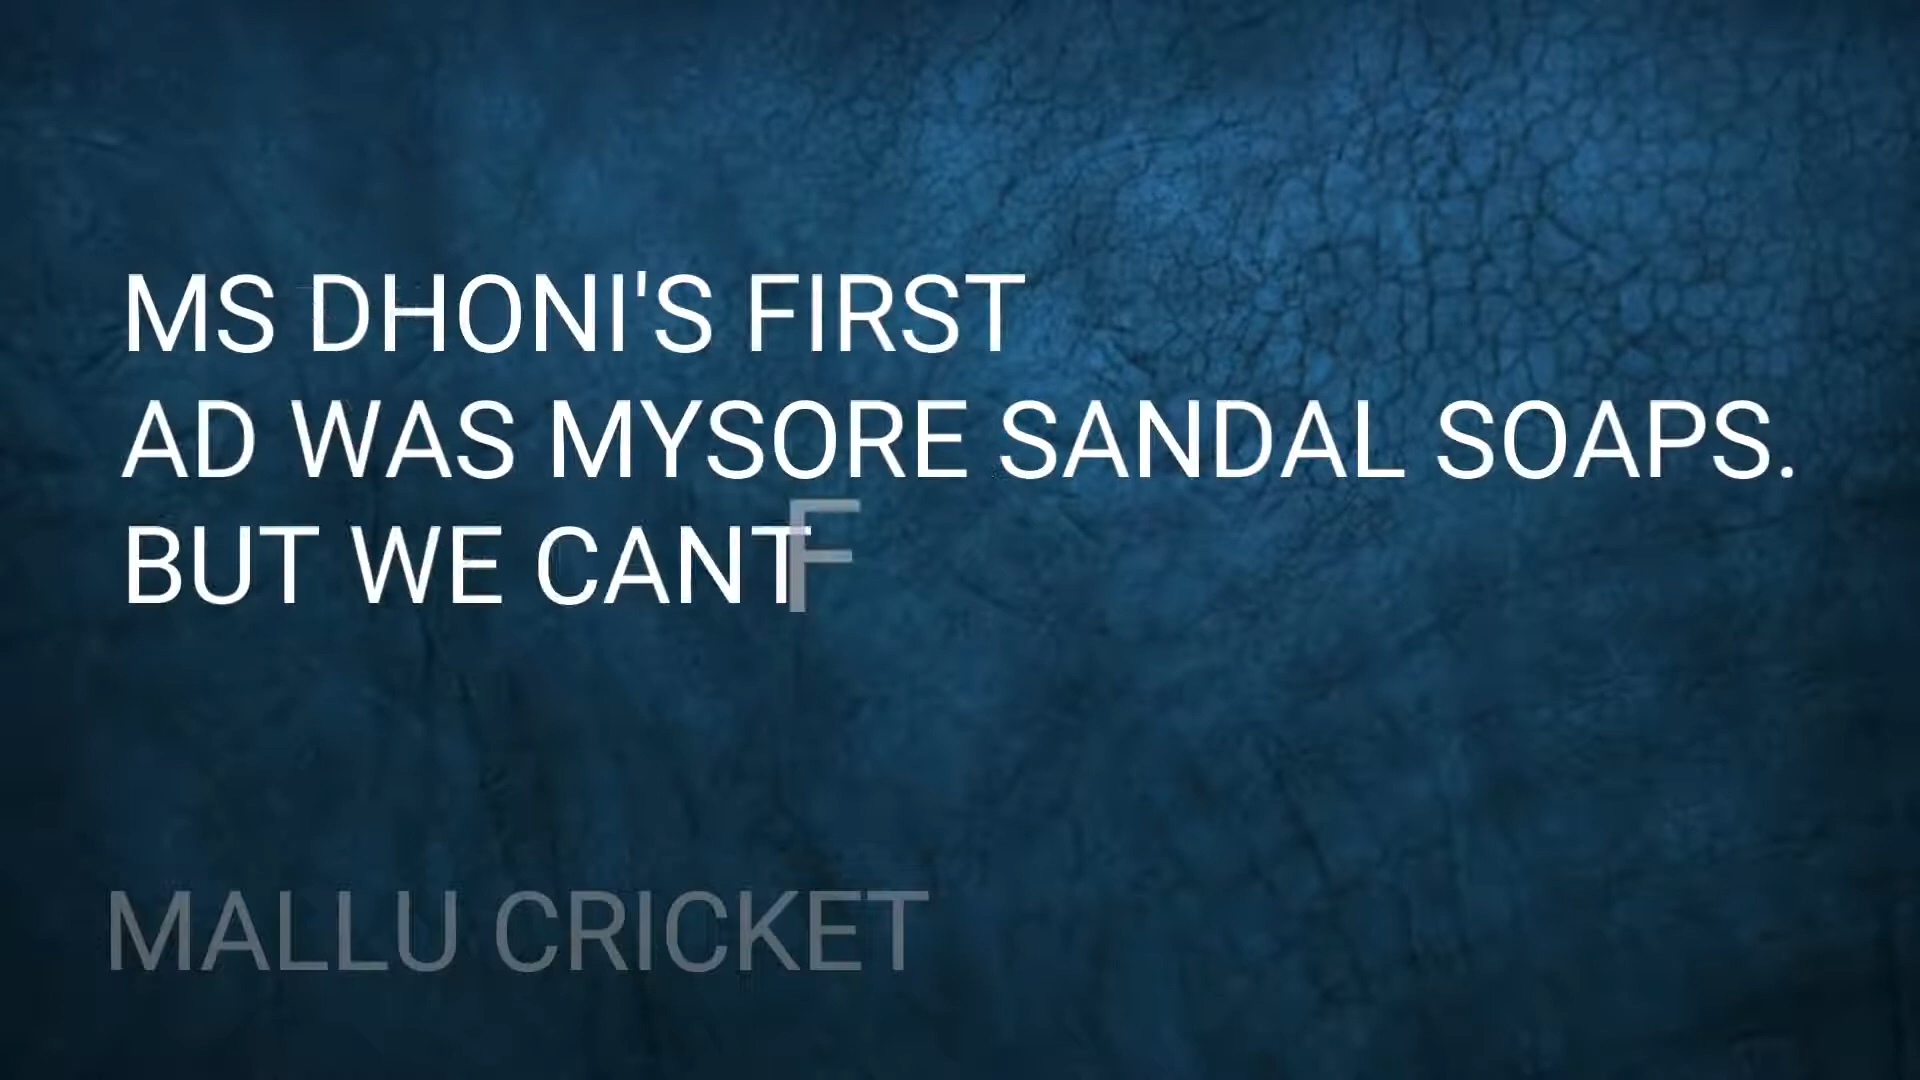 MS DHONI'S FIRST
AD WAS MYSORE SANDAL SOAPS.
BUT WE CANT F
MALLU CRICKET